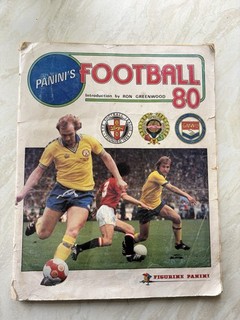 PANINI'S
FOOTBALL
Introduction by RON GREENWOOD
80
FIGURINE PANINI